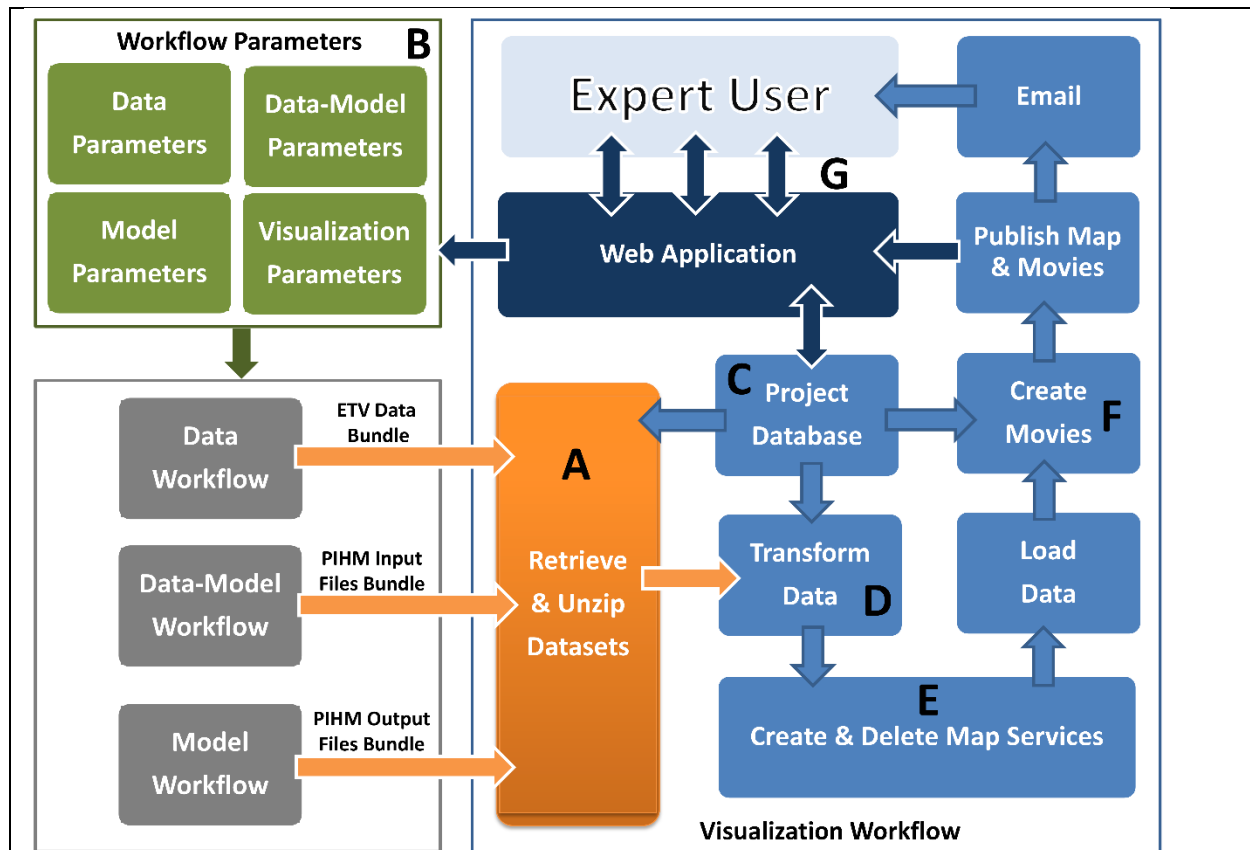 Workflow Parameters
B
Data
Parameters
Data-Model
Parameters
Model
Parameters
Visualization
Parameters
Expert User
Email
G
Web Application
Publish Map
& Movies
C
Project
Database
Create
Movies
F
Data
Workflow
ETV Data
Bundle
A
Retrieve
& Unzip
Datasets
Transform
Data
D
Load
Data
Data-Model
Workflow
PIHM Input
Files Bundle
Model
Workflow
PIHM Output
Files Bundle
E
Create & Delete Map Services
Visualization Workflow